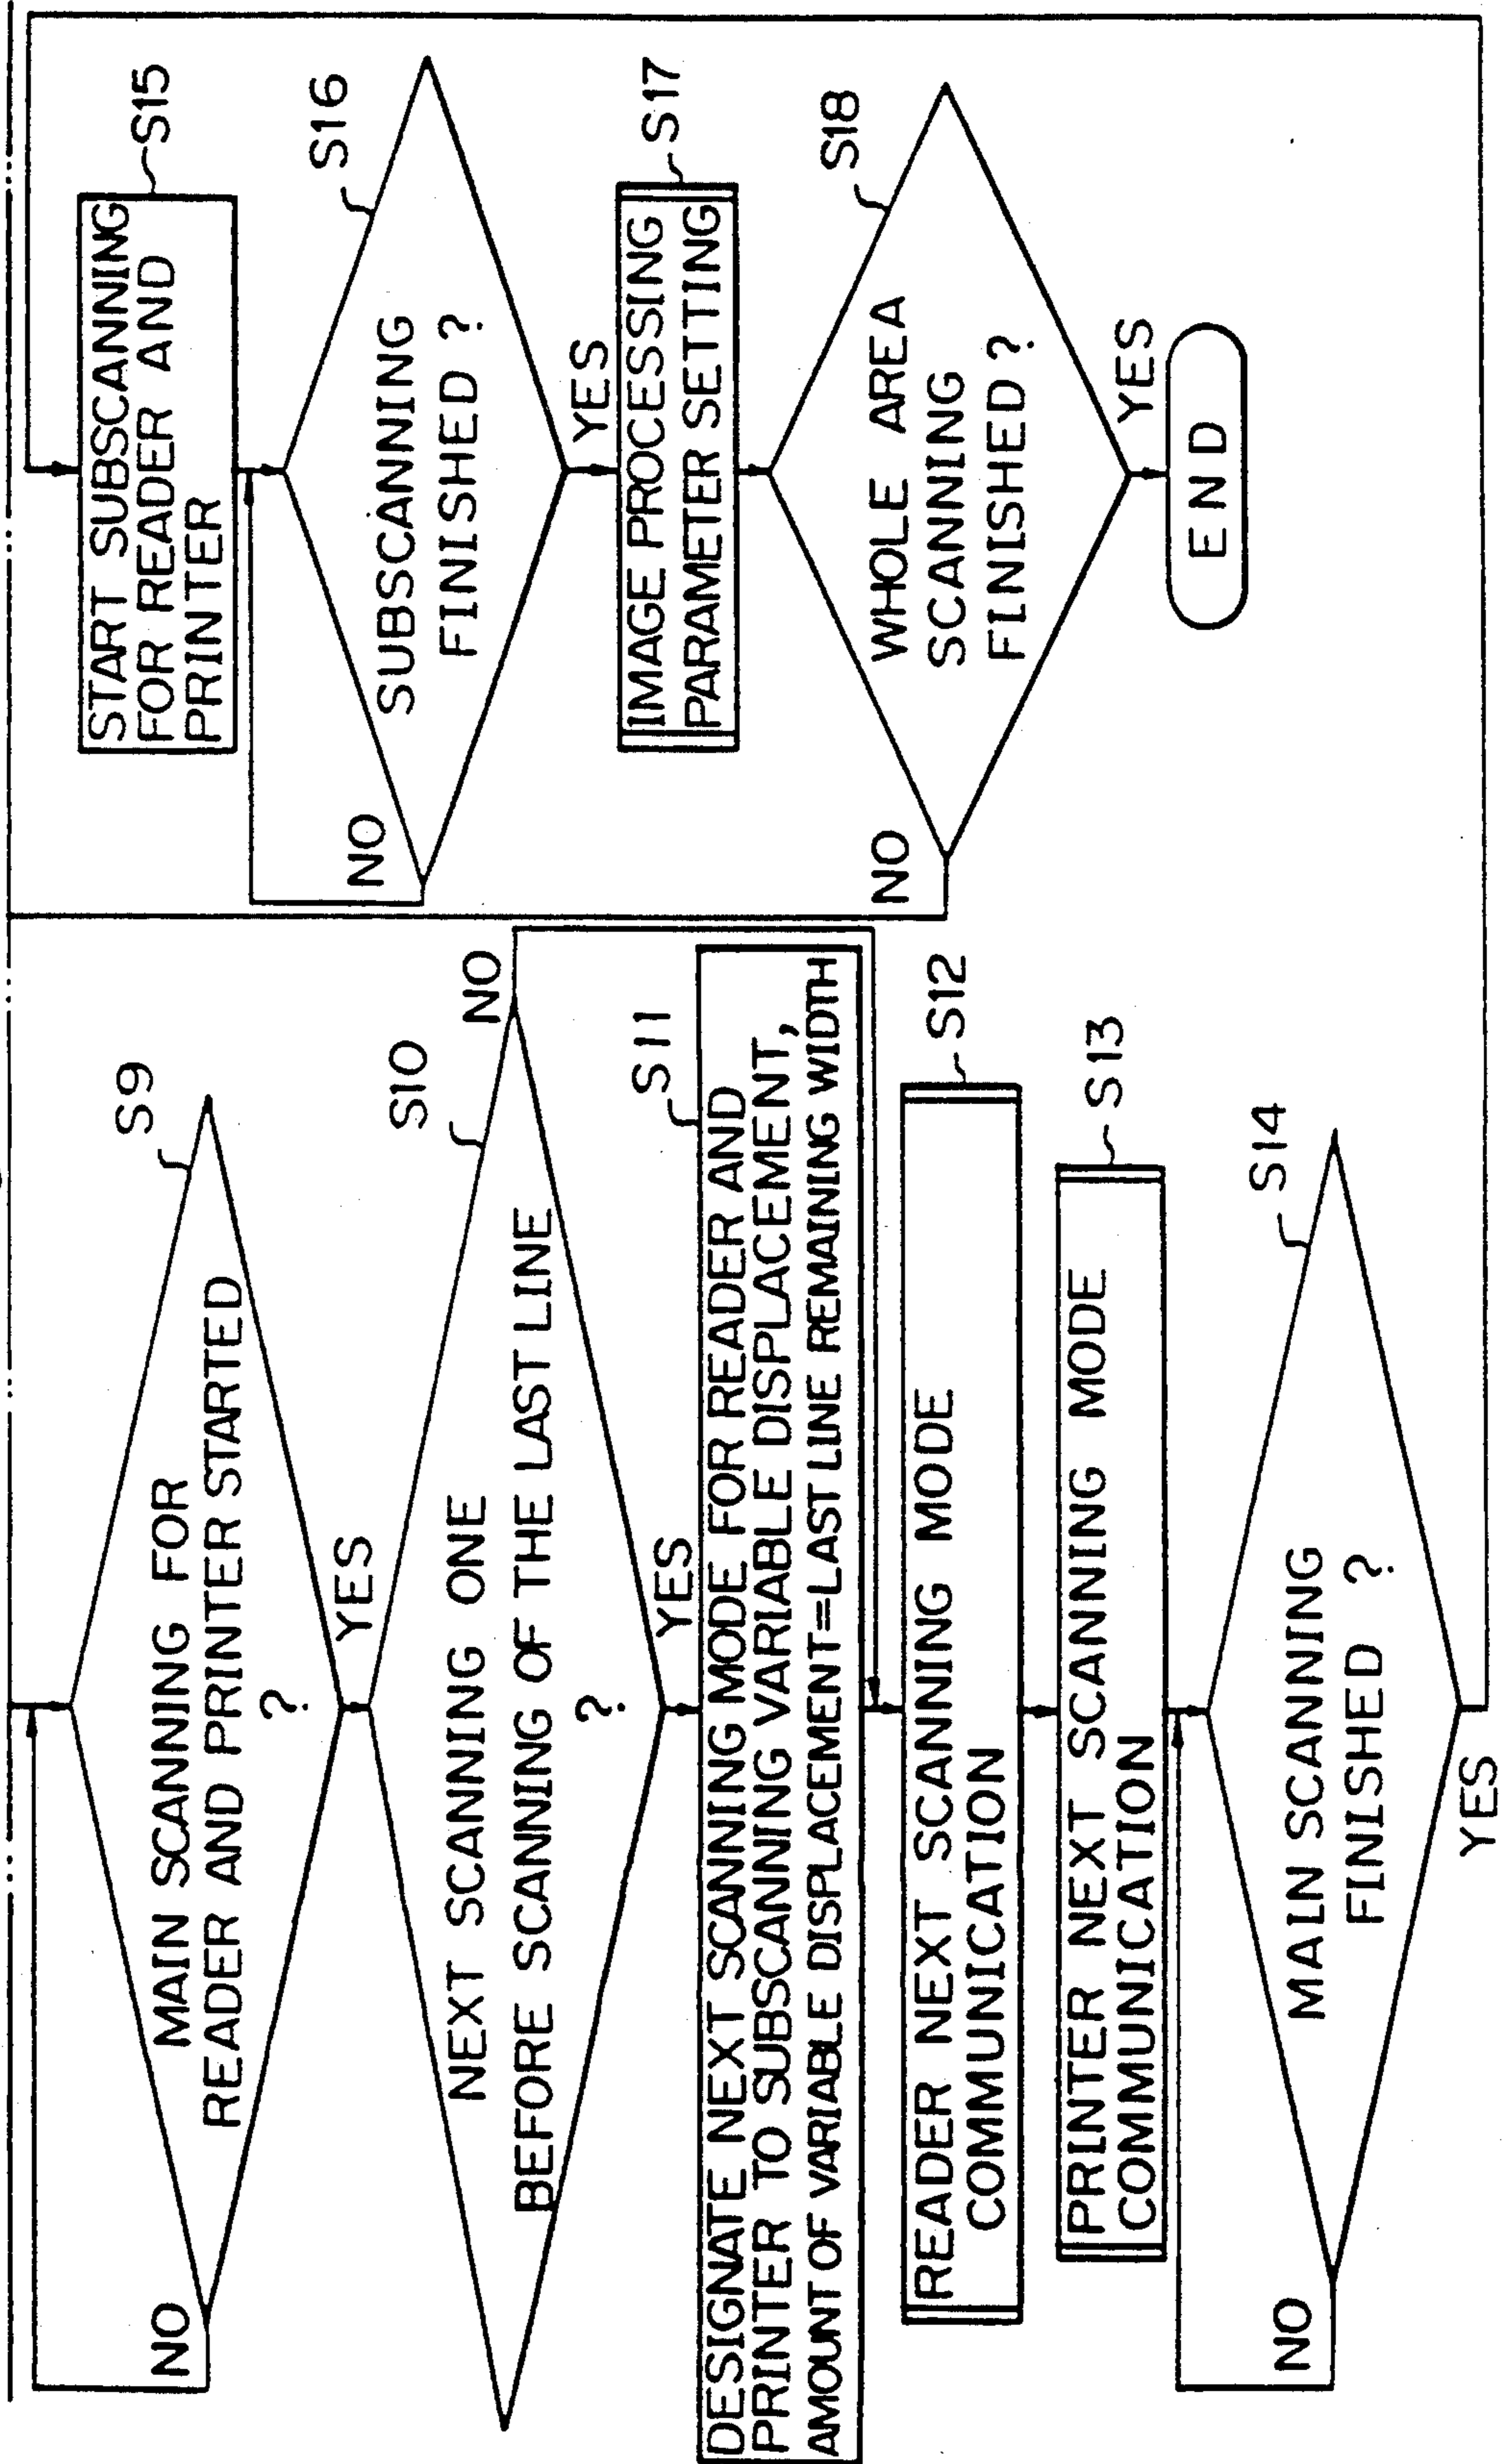 S9
MAIN SCANNING FOR
READER AND PRINTER STARTED
?
NO
YES
S10
NEXT SCANNING ONE
BEFORE SCANNING OF THE LAST LINE
?
NO
YES
S11
DESIGNATE NEXT SCANNING MODE FOR READER AND
PRINTER TO SUBSCANNING VARIABLE DISPLACEMENT,
AMOUNT OF VARIABLE DISPLACEMENT=LAST LINE REMAINING WIDTH
S12
READER NEXT SCANNING MODE
COMMUNICATION
S13
PRINTER NEXT SCANNING MODE
COMMUNICATION
S14
MAIN SCANNING
FINISHED ?
NO
YES
S15
START SUBSCANNING
FOR READER AND
PRINTER
S16
SUBSCANNING
FINISHED ?
NO
YES
S17
IMAGE PROCESSING
PARAMETER SETTING
S18
WHOLE AREA
SCANNING
FINISHED ?
NO
YES
END